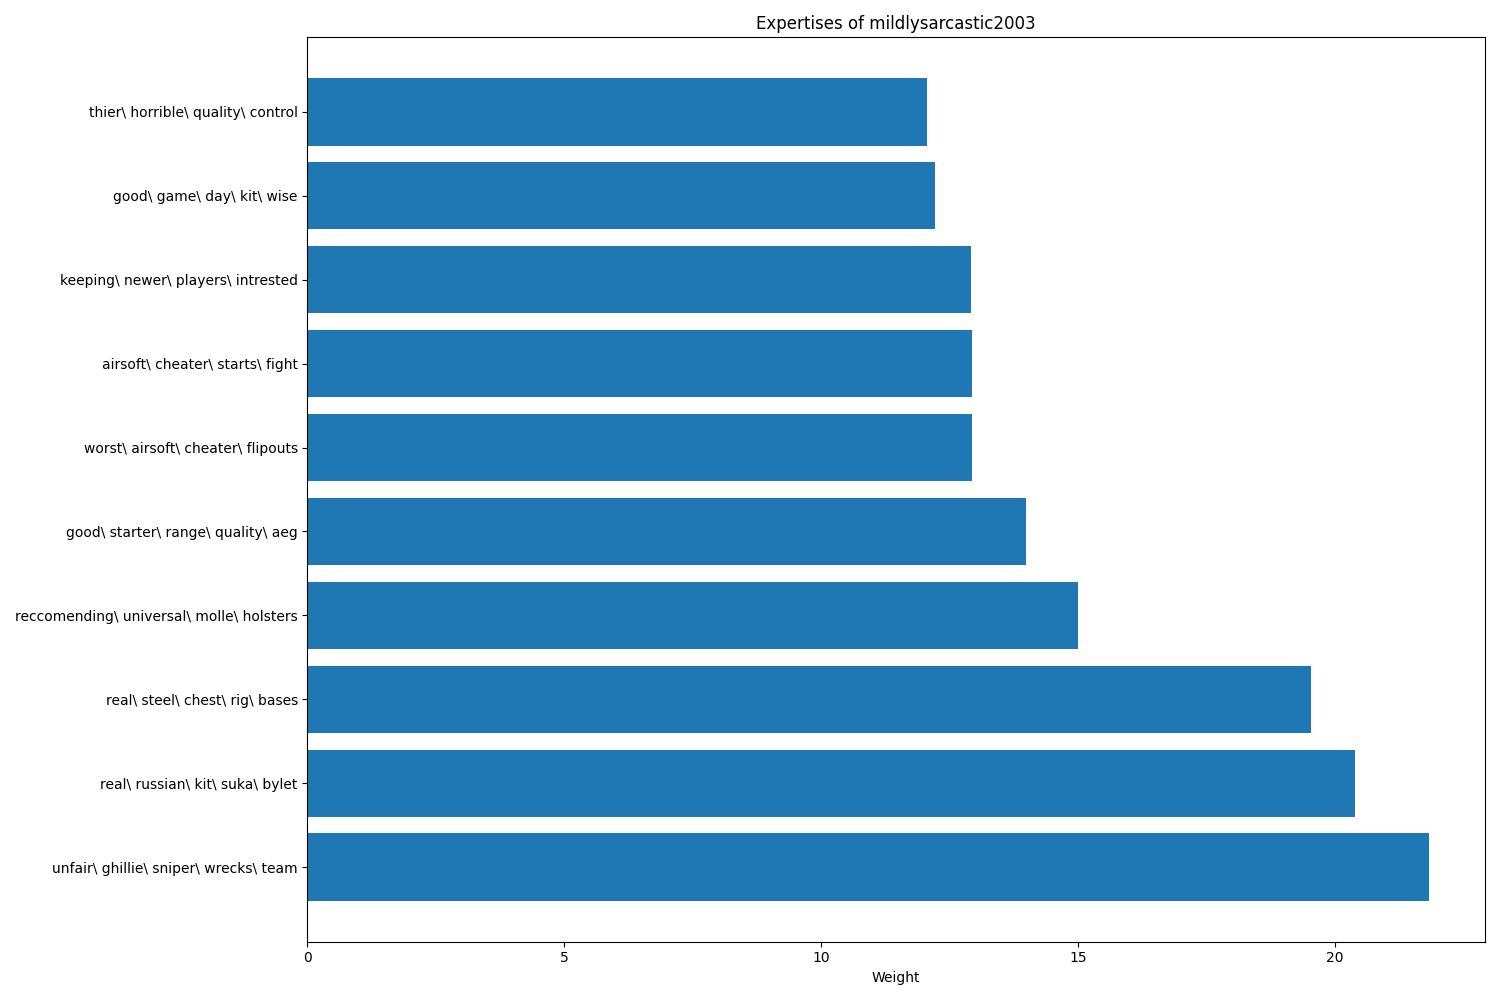 Expertises of mildlysarcastic2003
thier\ horrible\ quality\ control
good\ game\ day\ kit\ wise
keeping\ newer\ players\ intrested
airsoft\ cheater\ starts\ fight
worst\ airsoft\ cheater\ flipouts
good\ starter\ range\ quality\ aeg
reccomending\ universal\ molle\ holsters
real\ steel\ chest\ rig\ bases
real\ russian\ kit\ suka\ bylet
unfair\ ghillie\ sniper\ wrecks\ team
0 5 10 15 20
Weight